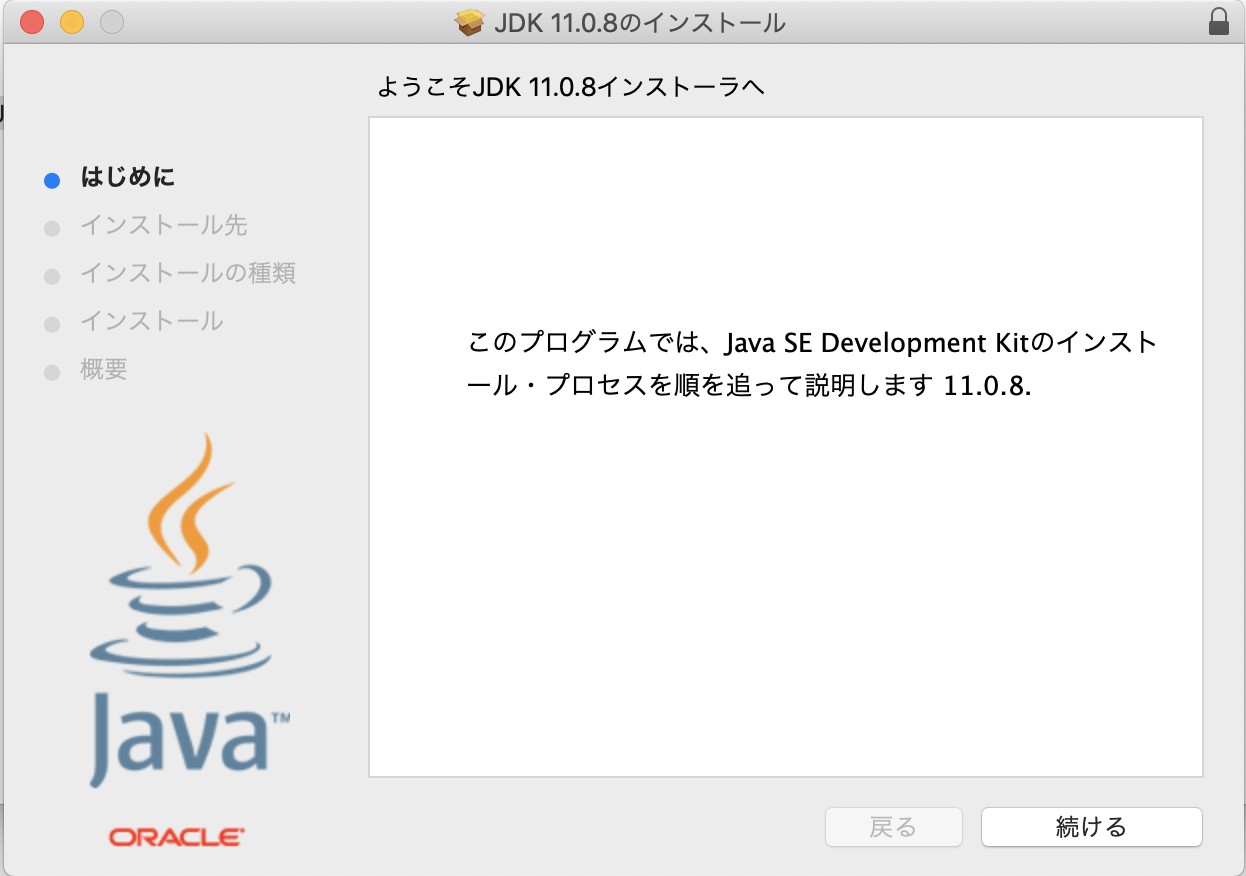 JDK 11.0.8のインストール
ようこそJDK 11.0.8インストーラへ
はじめに
インストール先
インストールの種類
インストール
概要
このプログラムでは、Java SE Development Kitのインスト
ール・プロセスを順を追って説明します 11.0.8.
Java™
ORACLE
戻る
続ける